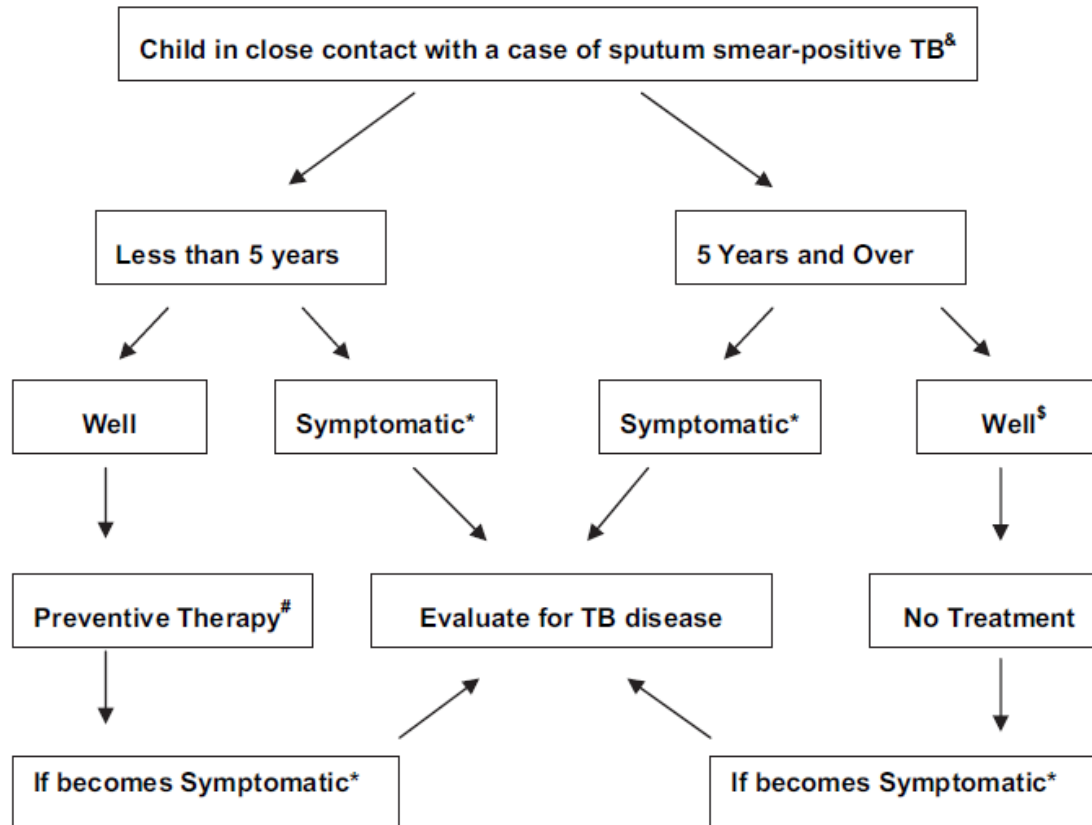 Child in close contact with a case of sputum smear-positive TB&
Less than 5 years
5 Years and Over
Well
Symptomatic*
Symptomatic*
Well$
Preventive Therapy#
Evaluate for TB disease
No Treatment
If becomes Symptomatic*
If becomes Symptomatic*